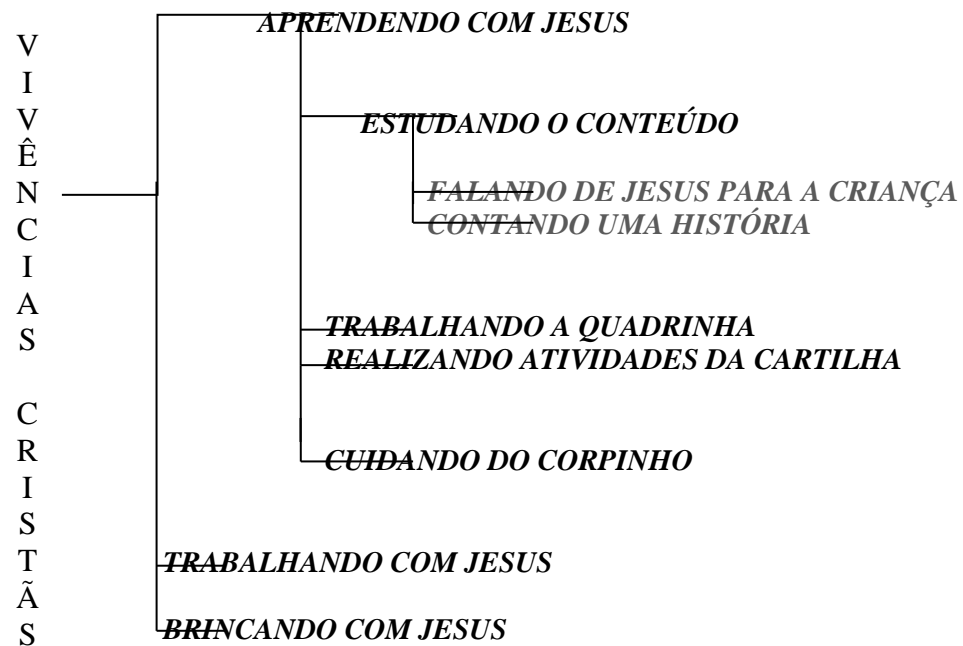 VIVÊNCIAS CRISTÃS
APRENDENDO COM JESUS
ESTUDANDO O CONTEÚDO
FALANDO DE JESUS PARA A CRIANÇA
CONTANDO UMA HISTÓRIA
TRABALHANDO A QUADRINHA
REALIZANDO ATIVIDADES DA CARTILHA
CUIDANDO DO CORPINHO
TRABALHANDO COM JESUS
BRINCANDO COM JESUS